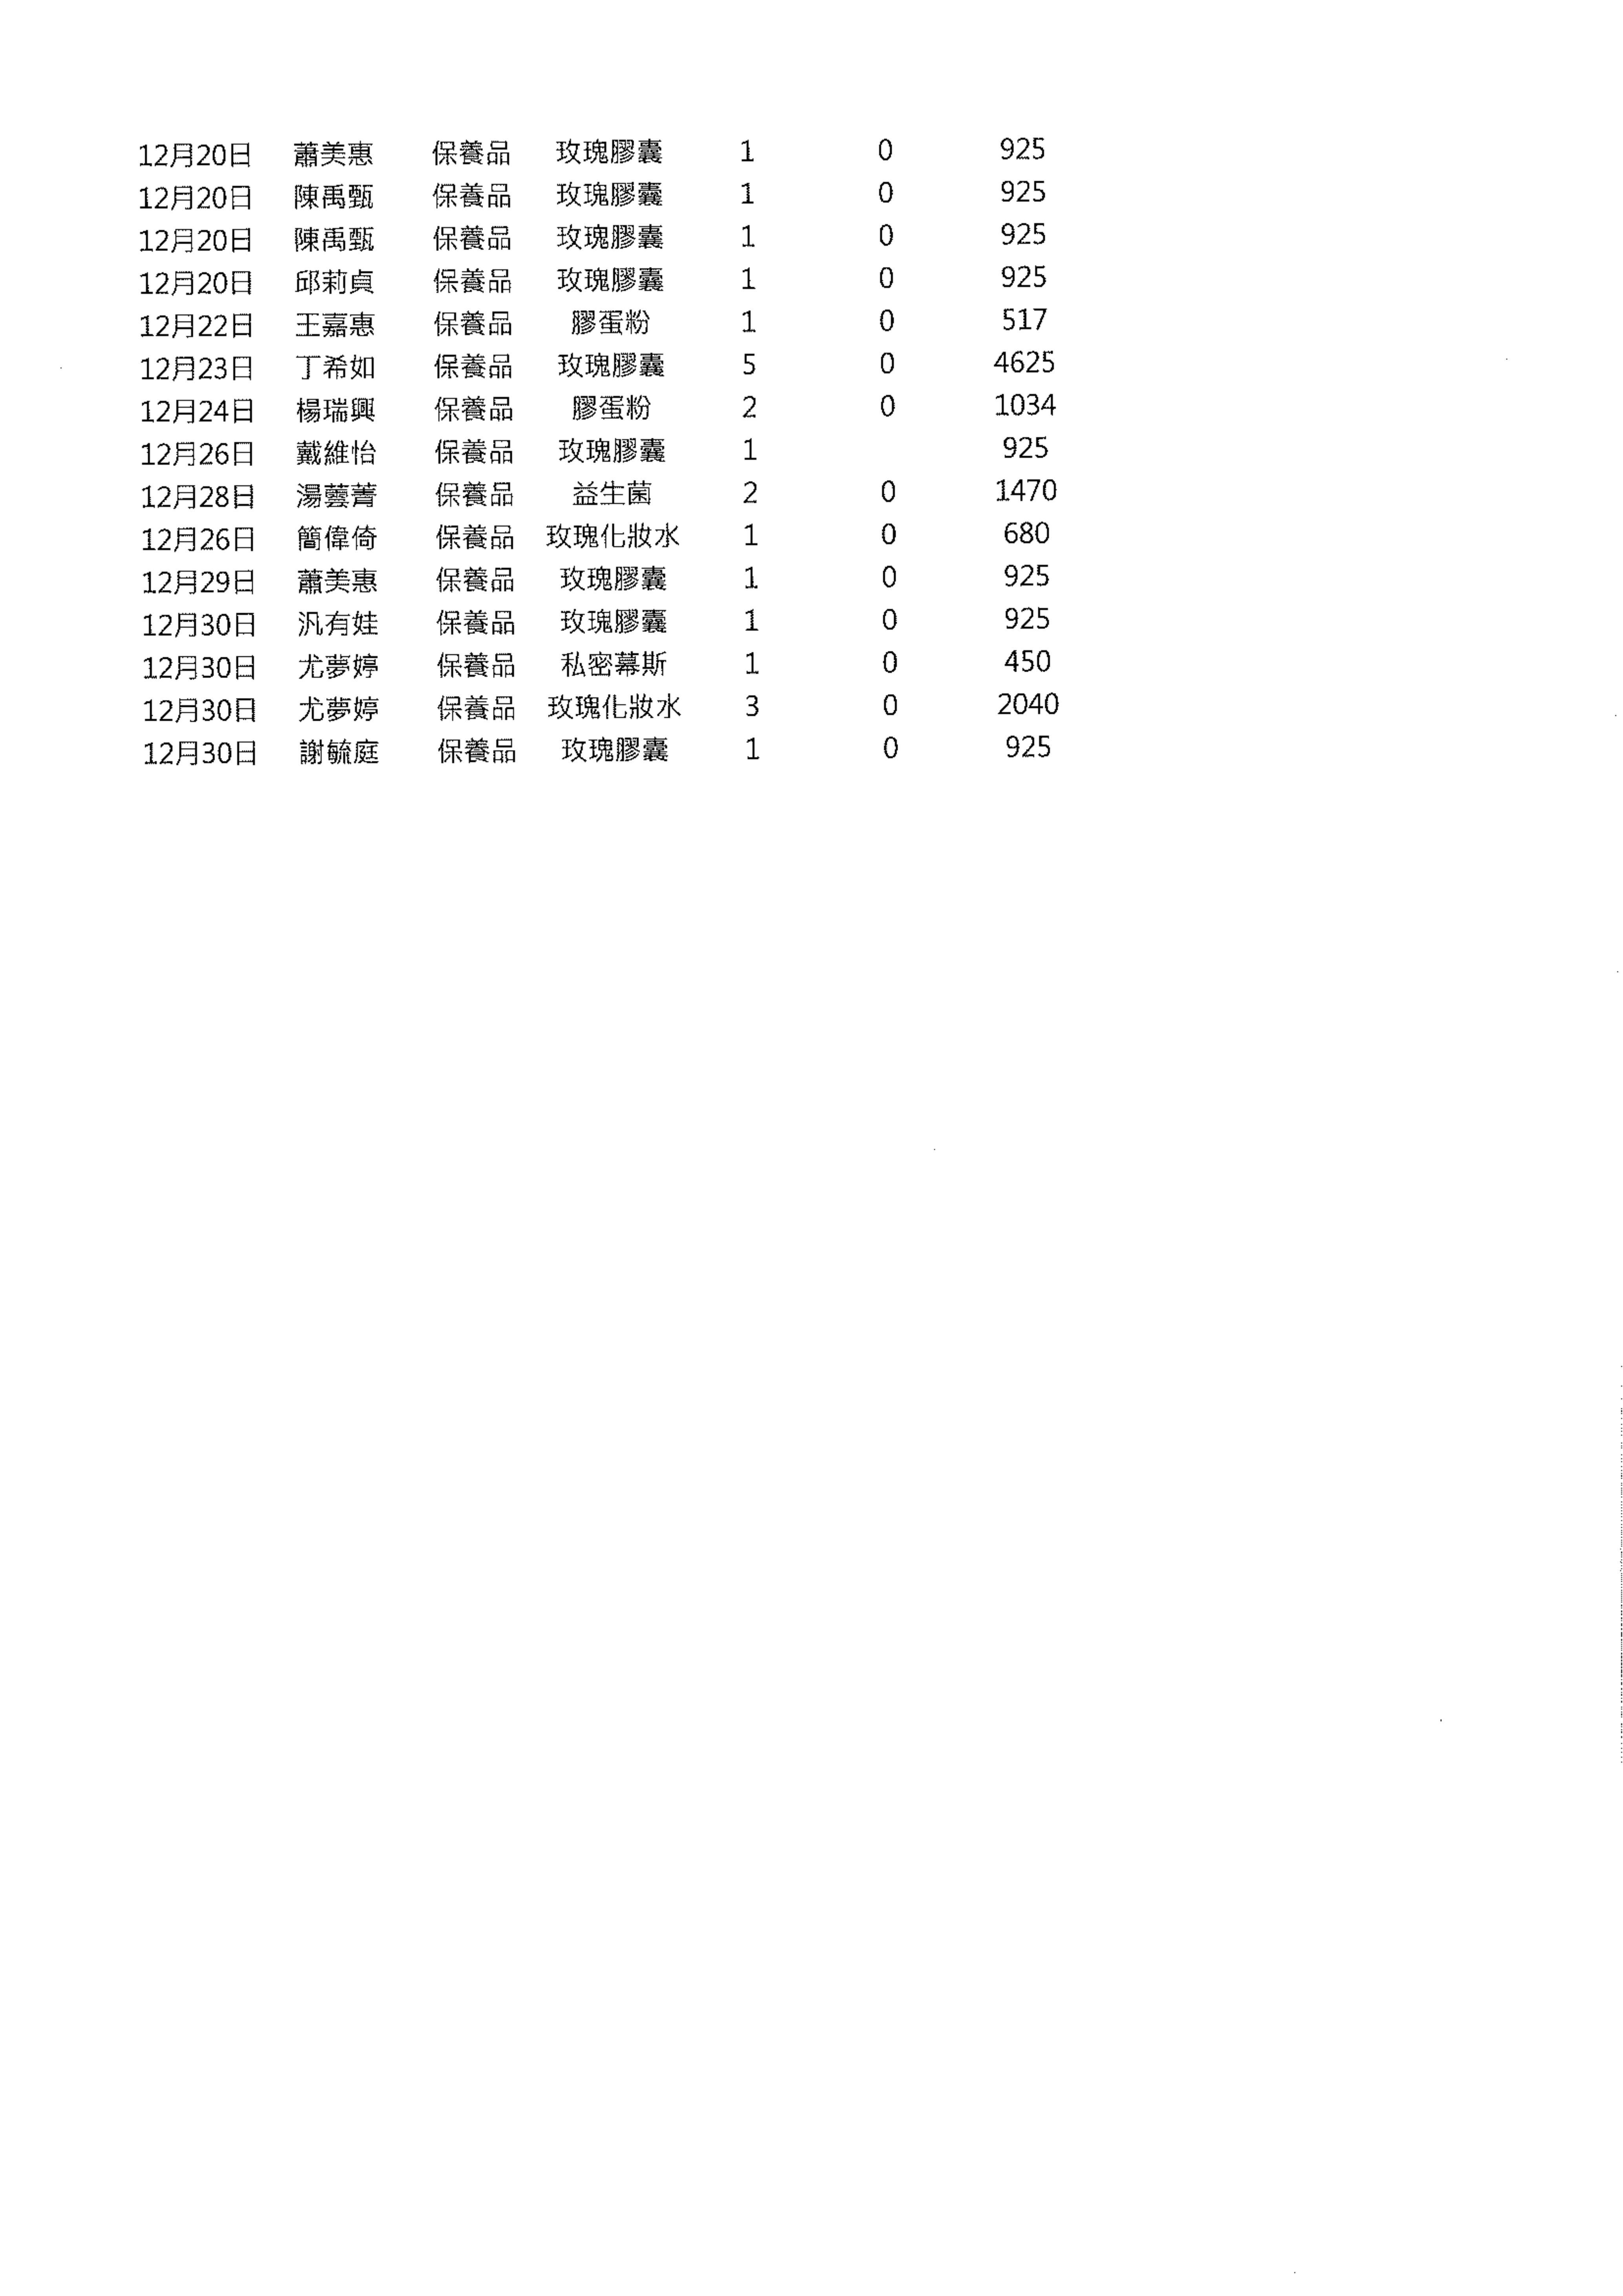 12月20日 蕭美惠 保養品 玫瑰膠囊 1 0 925
12月20日 陳禹甄 保養品 玫瑰膠囊 1 0 925
12月20日 陳禹甄 保養品 玫瑰膠囊 1 0 925
12月20日 邱莉貞 保養品 玫瑰膠囊 1 0 925
12月22日 王嘉惠 保養品 膠蛋粉 1 0 517
12月23日 丁希如 保養品 玫瑰膠囊 5 0 4625
12月24日 楊瑞興 保養品 膠蛋粉 2 0 1034
12月26日 戴維怡 保養品 玫瑰膠囊 1 925
12月28日 湯蕓菁 保養品 益生菌 2 0 1470
12月26日 簡偉倚 保養品 玫瑰化妝水 1 0 680
12月29日 蕭美惠 保養品 玫瑰膠囊 1 0 925
12月30日 汎有娃 保養品 玫瑰膠囊 1 0 925
12月30日 尤夢婷 保養品 私密幕斯 1 0 450
12月30日 尤夢婷 保養品 玫瑰化妝水 3 0 2040
12月30日 謝毓庭 保養品 玫瑰膠囊 1 0 925